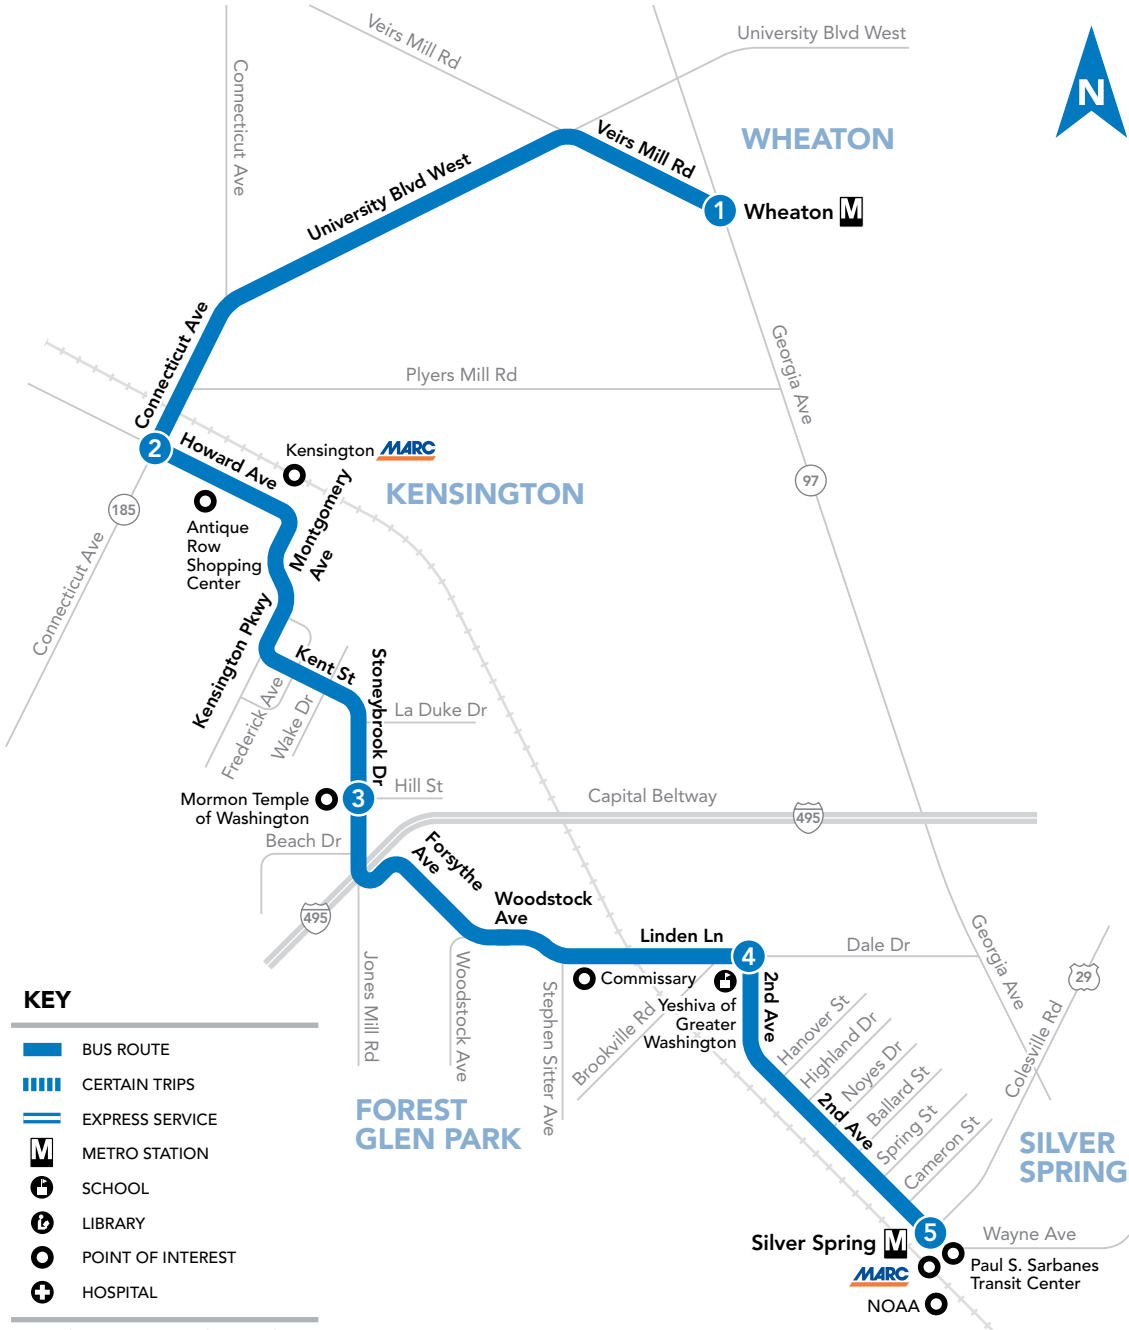 Veirs Mill Rd
University Blvd West
N
Connecticut Ave
Veirs Mill Rd
WHEATON
University Blvd West
1
Wheaton M
Connecticut Ave
Georgia Ave
Plyers Mill Rd
2
Howard Ave
Kensington MARC
KENSINGTON
97
185
Montgomery
Ave
Antique
Row
Shopping
Center
Connecticut Ave
Kensington Pkwy
Kent St
Stoneybrook Dr
Frederick Ave
Wake Dr
La Duke Dr
Hill St
3
Mormon Temple
of Washington
Capital Beltway
495
Beach Dr
Forsythe
Ave
495
Woodstock
Ave
Linden Ln
4
Dale Dr
Georgia Ave
29
Commissary
Yeshiva of
Greater
Washington
2nd Ave
Jones Mill Rd
Woodstock Ave
Stephen Sitter Ave
Brookville Rd
Hanover St
Highland Dr
Noyes Dr
Ballard St
Spring St
Cameron St
Colesville Rd
2nd Ave
FOREST
GLEN PARK
SILVER
SPRING
5
Silver Spring M
MARC
Wayne Ave
Paul S. Sarbanes
Transit Center
NOAA
KEY
BUS ROUTE
CERTAIN TRIPS
EXPRESS SERVICE
M METRO STATION
SCHOOL
LIBRARY
POINT OF INTEREST
HOSPITAL